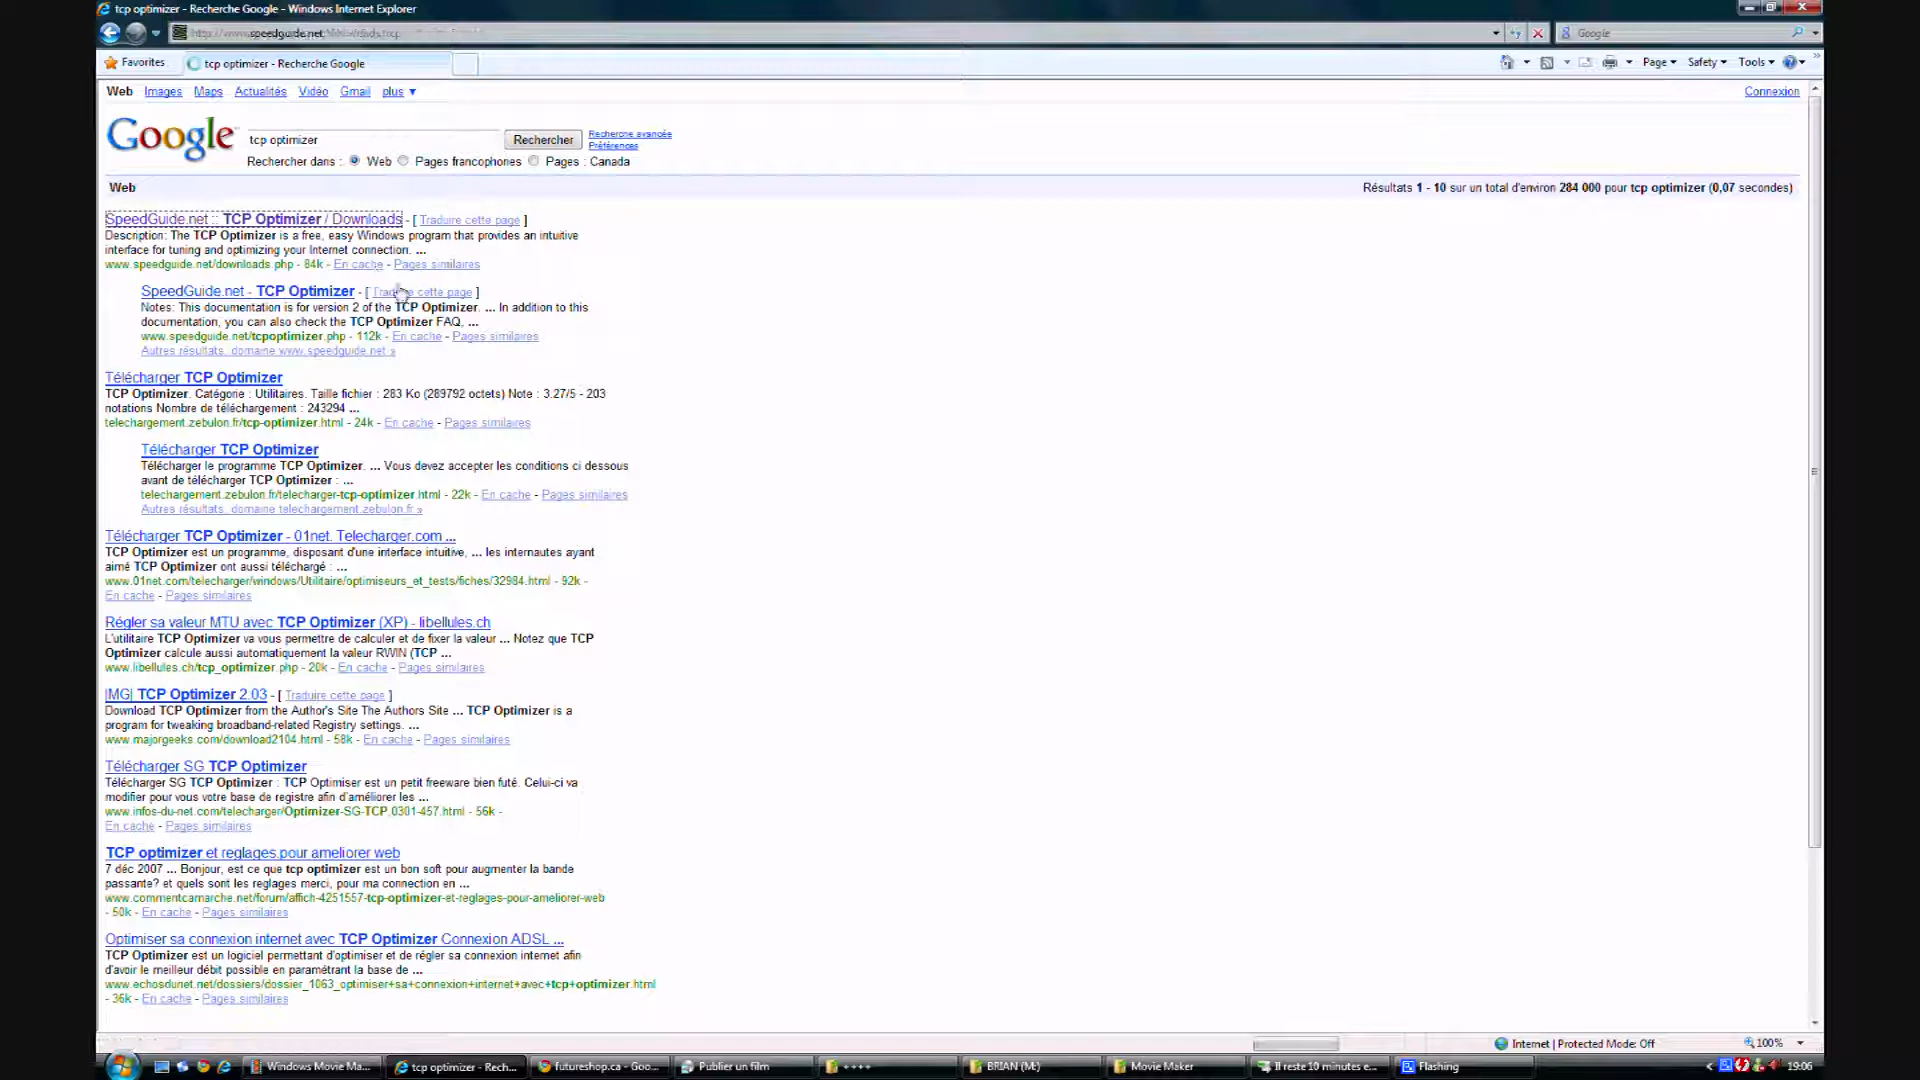 tcp optimizer - Recherche Google - Windows Internet Explorer
speedguide.net
Google
Favorites
tcp optimizer - Recherche Google
Page
Safety
Tools
Web Images Maps Actualités Vidéo Gmail plus ▼
Connexion
Google
tcp optimizer
Rechercher
Recherche avancée
Préférences
Rechercher dans : Web Pages francophones Pages : Canada
Web
Résultats 1 - 10 sur un total d'environ 284 000 pour tcp optimizer (0,07 secondes)
SpeedGuide.net :: TCP Optimizer / Downloads - [ Traduire cette page ]
Description: The TCP Optimizer is a free, easy Windows program that provides an intuitive
interface for tuning and optimizing your Internet connection. ...
www.speedguide.net/downloads.php - 84k - En cache - Pages similaires
SpeedGuide.net - TCP Optimizer - [ Traduire cette page ]
Notes: This documentation is for version 2 of the TCP Optimizer. ... In addition to this
documentation, you can also check the TCP Optimizer FAQ, ...
www.speedguide.net/tcpoptimizer.php - 112k - En cache - Pages similaires
Autres résultats, domaine www.speedguide.net »
Télécharger TCP Optimizer
TCP Optimizer. Catégorie : Utilitaires. Taille fichier : 283 Ko (289792 octets) Note : 3.27/5 - 203
notations Nombre de téléchargement : 243294 ...
telechargement.zebulon.fr/tcp-optimizer.html - 24k - En cache - Pages similaires
Télécharger TCP Optimizer
Télécharger le programme TCP Optimizer. ... Vous devez accepter les conditions ci dessous
avant de télécharger TCP Optimizer : ...
telechargement.zebulon.fr/telecharger-tcp-optimizer.html - 22k - En cache - Pages similaires
Autres résultats, domaine telechargement.zebulon.fr »
Télécharger TCP Optimizer - 01net. Telecharger.com ...
TCP Optimizer est un programme, disposant d'une interface intuitive, ... les internautes ayant
aimé TCP Optimizer ont aussi téléchargé : ...
www.01net.com/telecharger/windows/Utilitaire/optimiseurs_et_tests/fiches/32984.html - 92k -
En cache - Pages similaires
Régler sa valeur MTU avec TCP Optimizer (XP) - libellules.ch
L'utilitaire TCP Optimizer va vous permettre de calculer et de fixer la valeur ... Notez que TCP
Optimizer calcule aussi automatiquement la valeur RWIN (TCP ...
www.libellules.ch/tcp_optimizer.php - 20k - En cache - Pages similaires
|MG| TCP Optimizer 2.03 - [ Traduire cette page ]
Download TCP Optimizer from the Author's Site The Authors Site ... TCP Optimizer is a
program for tweaking broadband-related Registry settings. ...
www.majorgeeks.com/download2104.html - 58k - En cache - Pages similaires
Télécharger SG TCP Optimizer
Télécharger SG TCP Optimizer : TCP Optimiser est un petit freeware bien futé. Celui-ci va
modifier pour vous votre base de registre afin d'améliorer les ...
www.infos-du-net.com/telecharger/Optimizer-SG-TCP,0301-457.html - 56k -
En cache - Pages similaires
TCP optimizer et reglages.pour ameliorer web
7 déc 2007 ... Bonjour, est ce que tcp optimizer est un bon soft pour augmenter la bande
passante? et quels sont les reglages merci, pour ma connection en ...
www.commentcamarche.net/forum/affich-4251557-tcp-optimizer-et-reglages-pour-ameliorer-web
- 50k - En cache - Pages similaires
Optimiser sa connexion internet avec TCP Optimizer Connexion ADSL ...
TCP Optimizer est un logiciel permettant d'optimiser et de régler sa connexion internet afin
d'avoir le meilleur débit possible en paramétrant la base de ...
www.echosdunet.net/dossiers/dossier_1063_optimiser+sa+connexion+internet+avec+tcp+optimizer.html
- 36k - En cache - Pages similaires
Internet | Protected Mode: Off
100%
Windows Movie Ma...
tcp optimizer - Rech...
futureshop.ca - Goo...
Publier un film
++++
BRIAN (M:)
Movie Maker
Il reste 10 minutes e...
Flashing
19:06